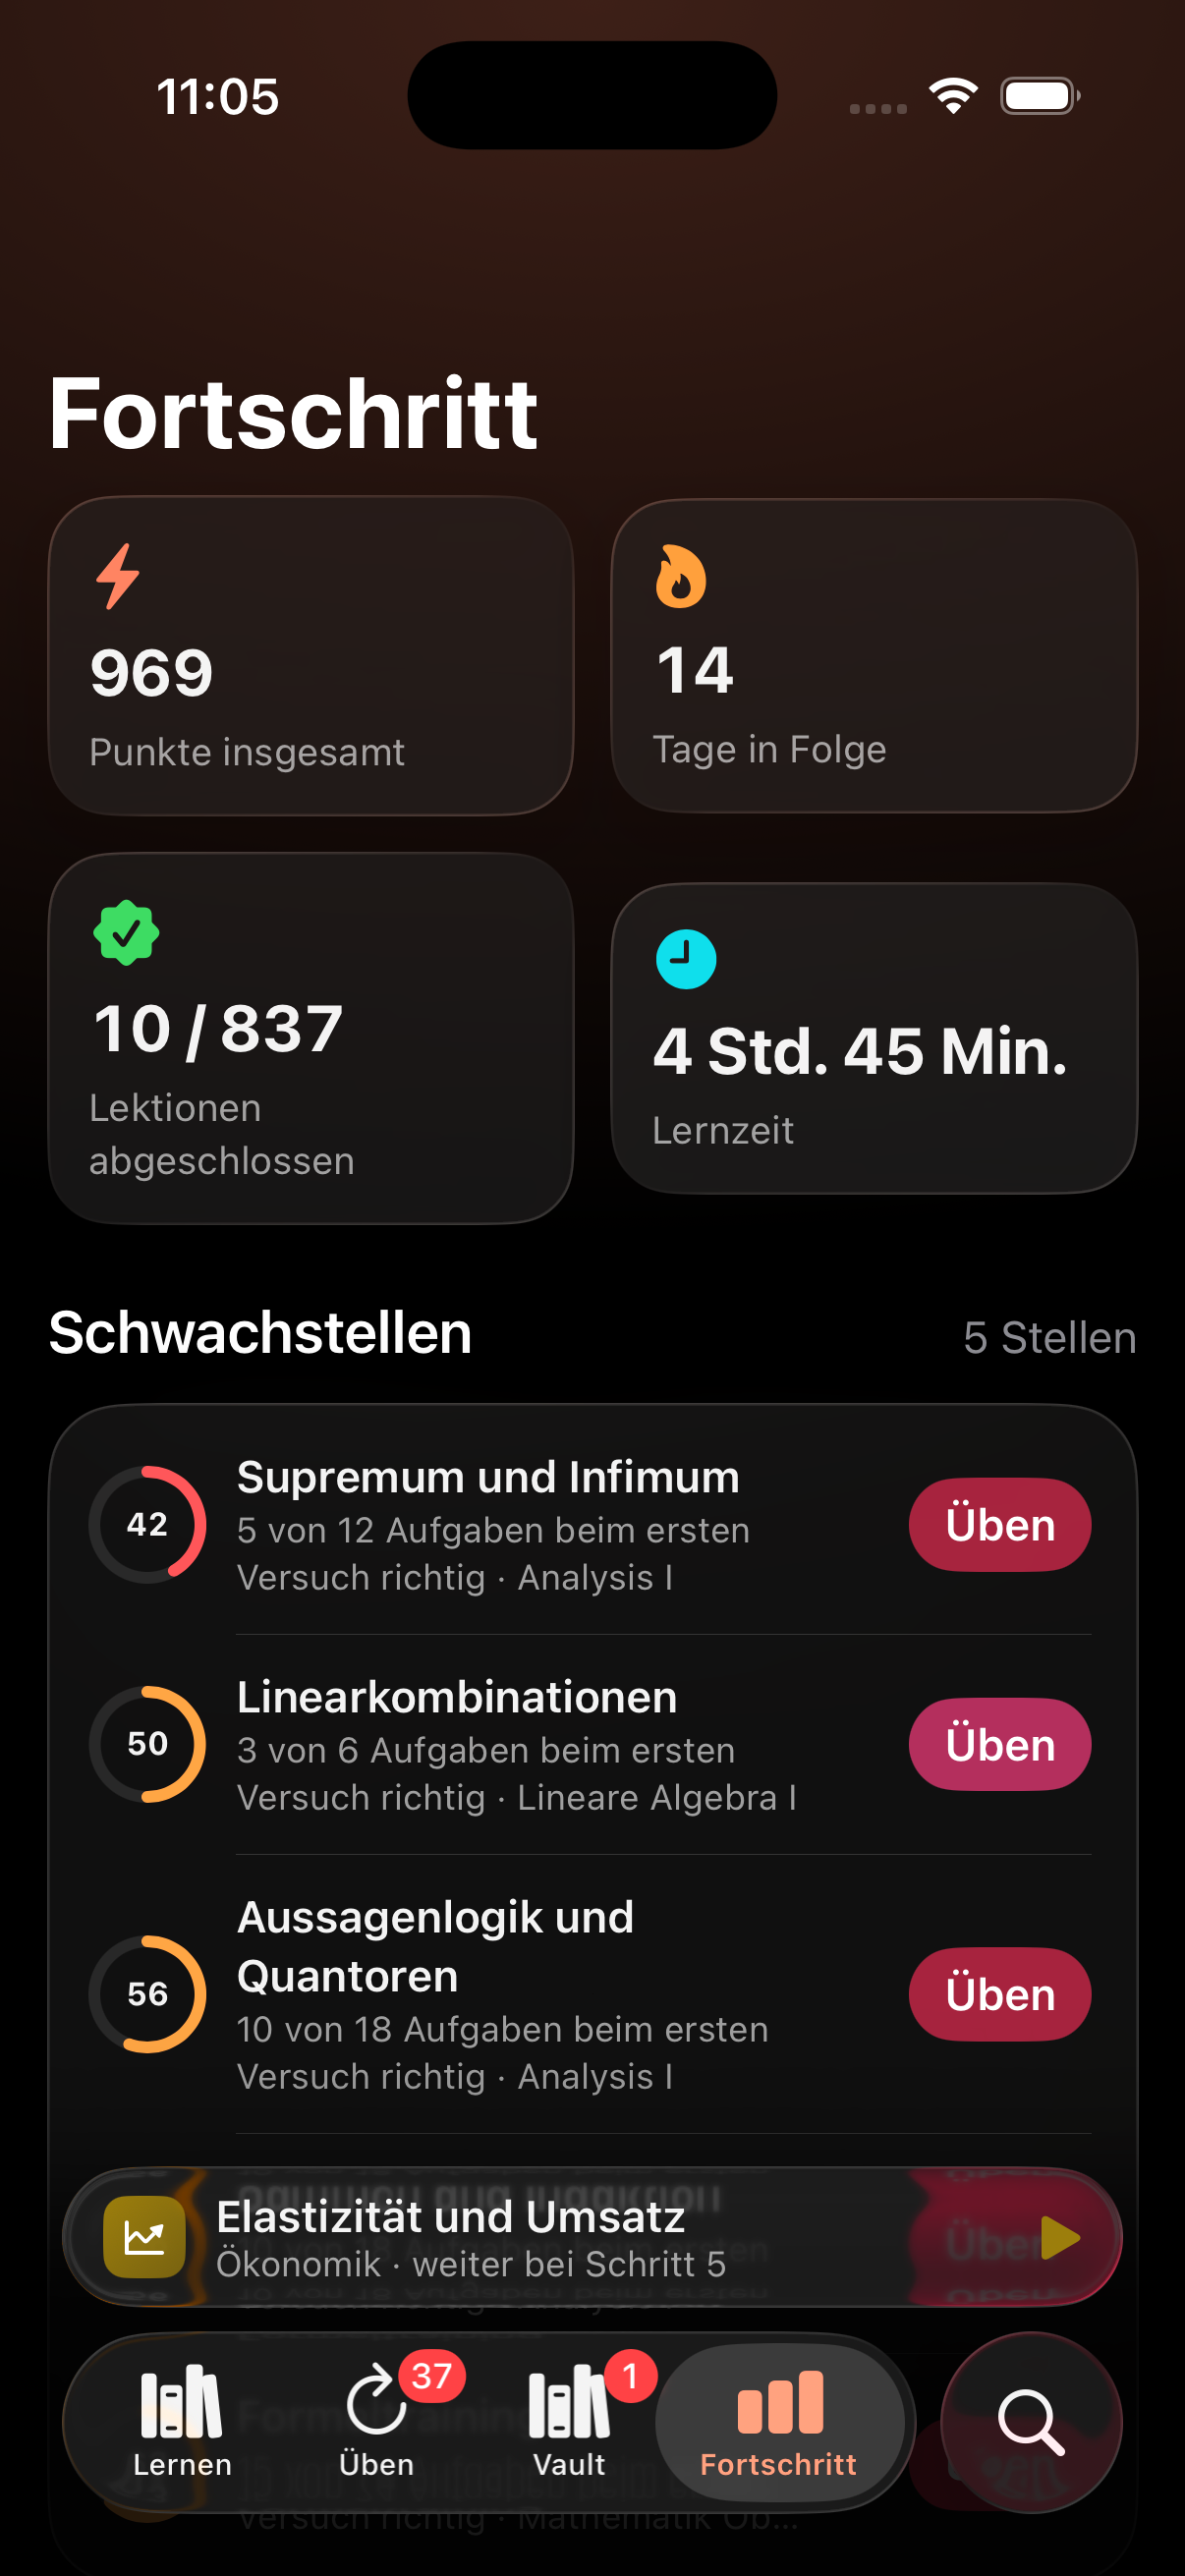 11:05
Fortschritt
969
Punkte insgesamt
14
Tage in Folge
10 / 837
Lektionen
abgeschlossen
4 Std. 45 Min.
Lernzeit
Schwachstellen
5 Stellen
42
Supremum und Infimum
5 von 12 Aufgaben beim ersten
Versuch richtig · Analysis I
Üben
50
Linearkombinationen
3 von 6 Aufgaben beim ersten
Versuch richtig · Lineare Algebra I
Üben
56
Aussagenlogik und
Quantoren
10 von 18 Aufgaben beim ersten
Versuch richtig · Analysis I
Üben
Elastizität und Umsatz
Ökonomik · weiter bei Schritt 5
Lernen
37
Üben
1
Vault
Fortschritt
Versuch richtig · Mathematik Ob...